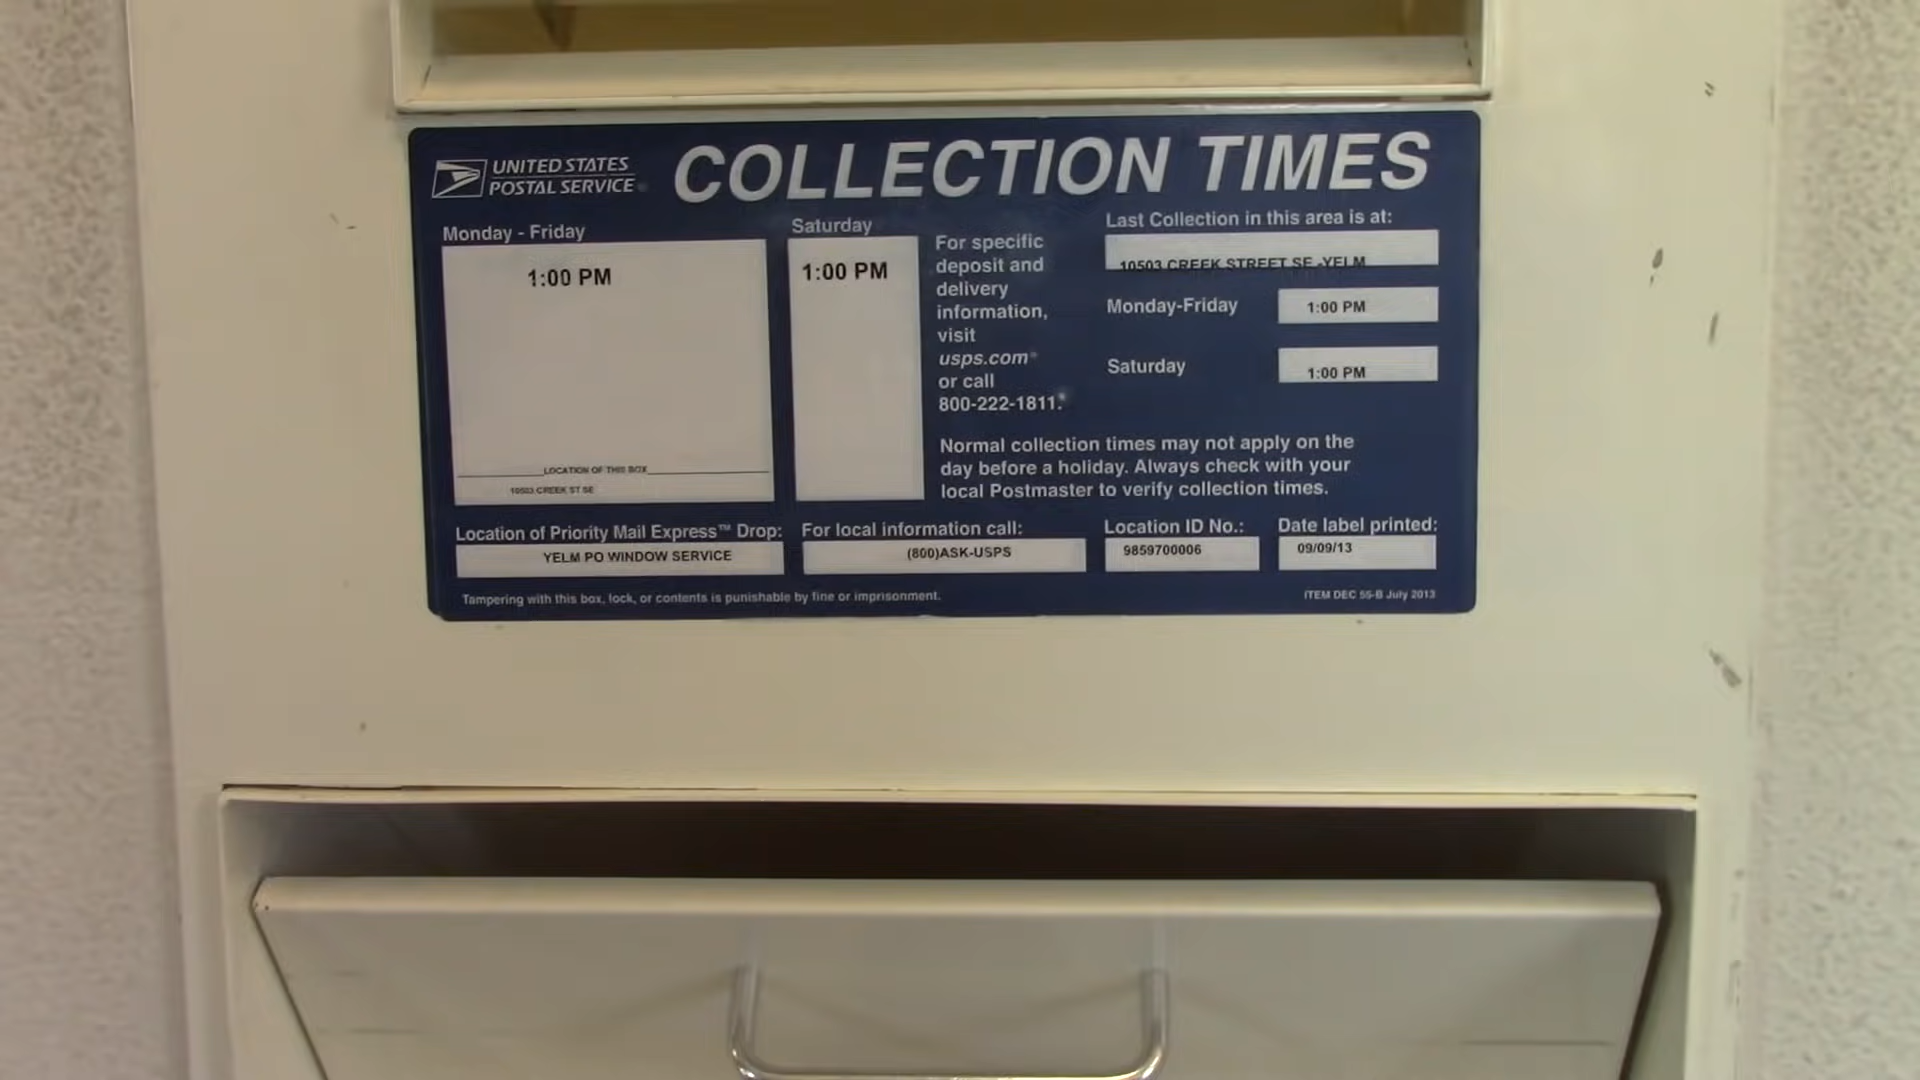 UNITED STATES
POSTAL SERVICE
COLLECTION TIMES
Monday - Friday
1:00 PM
LOCATION OF THIS BOX
10503 CREEK ST SE
Saturday
1:00 PM
For specific
deposit and
delivery
information,
visit
usps.com®
or call
800-222-1811.
Last Collection in this area is at:
10503 CREEK STREET SE -YELM
Monday-Friday
1:00 PM
Saturday
1:00 PM
Normal collection times may not apply on the
day before a holiday. Always check with your
local Postmaster to verify collection times.
Location of Priority Mail Express™ Drop:
YELM PO WINDOW SERVICE
For local information call:
(800)ASK-USPS
Location ID No.:
9859700006
Date label printed:
09/09/13
Tampering with this box, lock, or contents is punishable by fine or imprisonment.
ITEM DEC 55-B July 2013